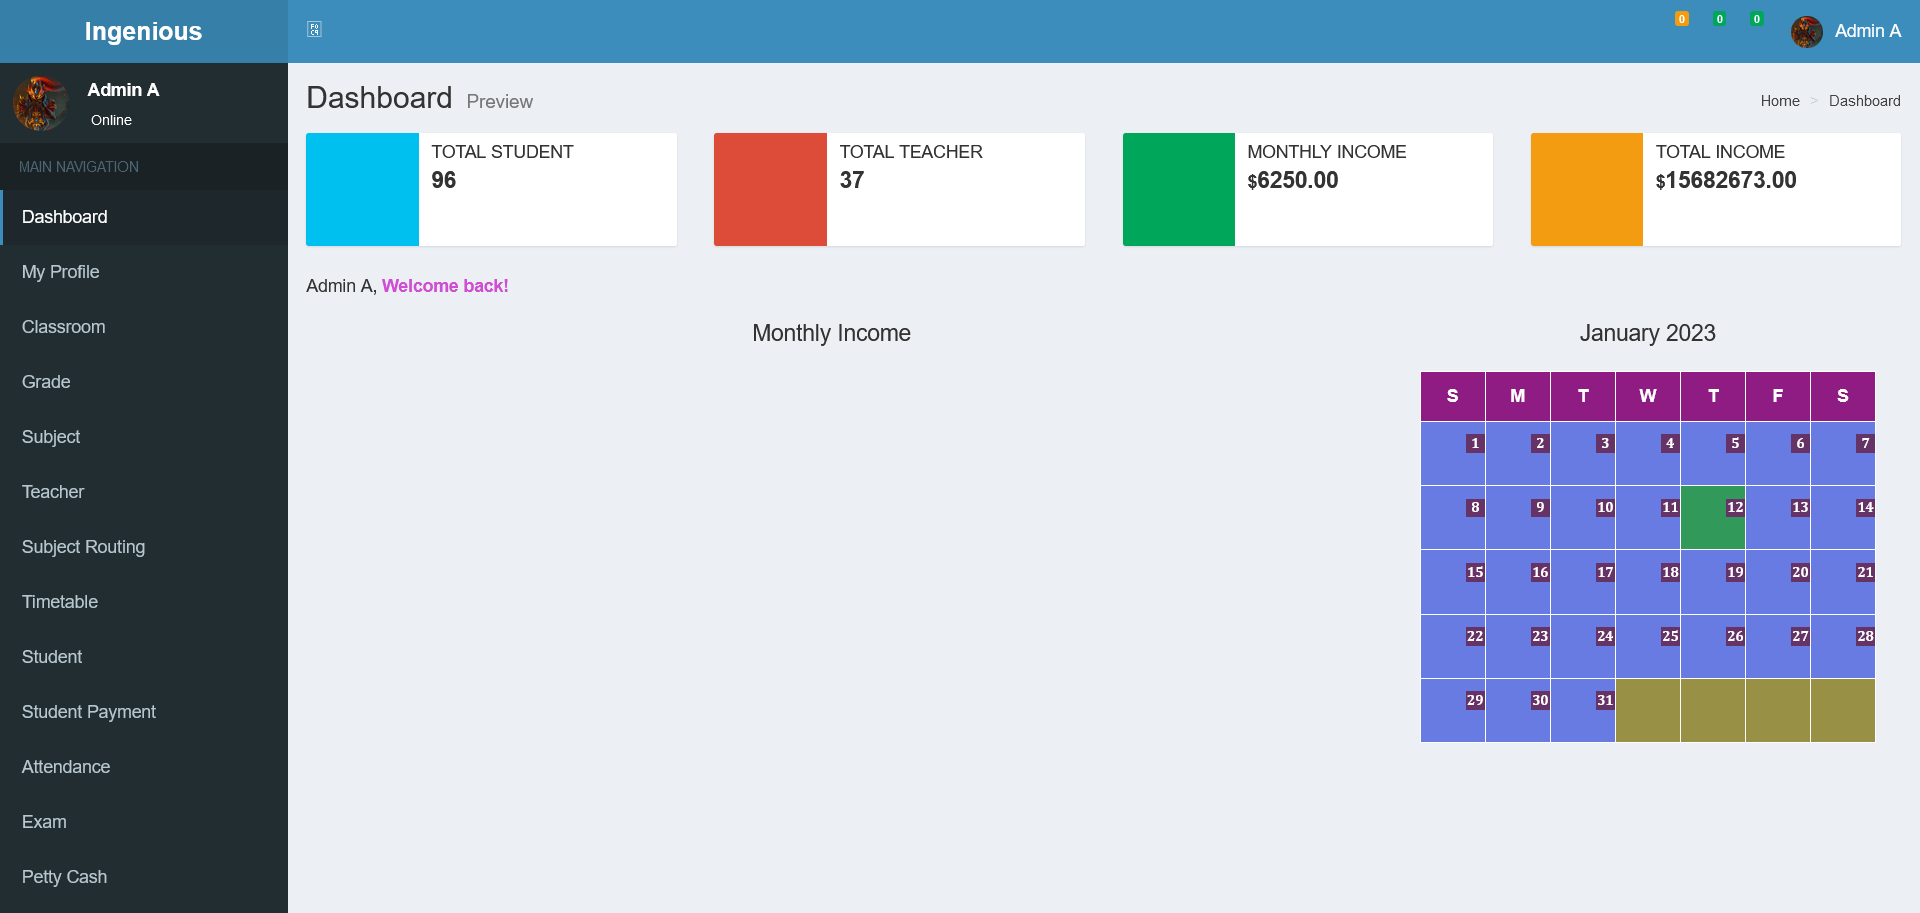 Ingenious
0 0 0 Admin A
Admin A
Online
MAIN NAVIGATION
Dashboard
My Profile
Classroom
Grade
Subject
Teacher
Subject Routing
Timetable
Student
Student Payment
Attendance
Exam
Petty Cash
Dashboard Preview
Home > Dashboard
TOTAL STUDENT
96
TOTAL TEACHER
37
MONTHLY INCOME
$6250.00
TOTAL INCOME
$15682673.00
Admin A, Welcome back!
Monthly Income
January 2023
S M T W T F S
1 2 3 4 5 6 7
8 9 10 11 12 13 14
15 16 17 18 19 20 21
22 23 24 25 26 27 28
29 30 31